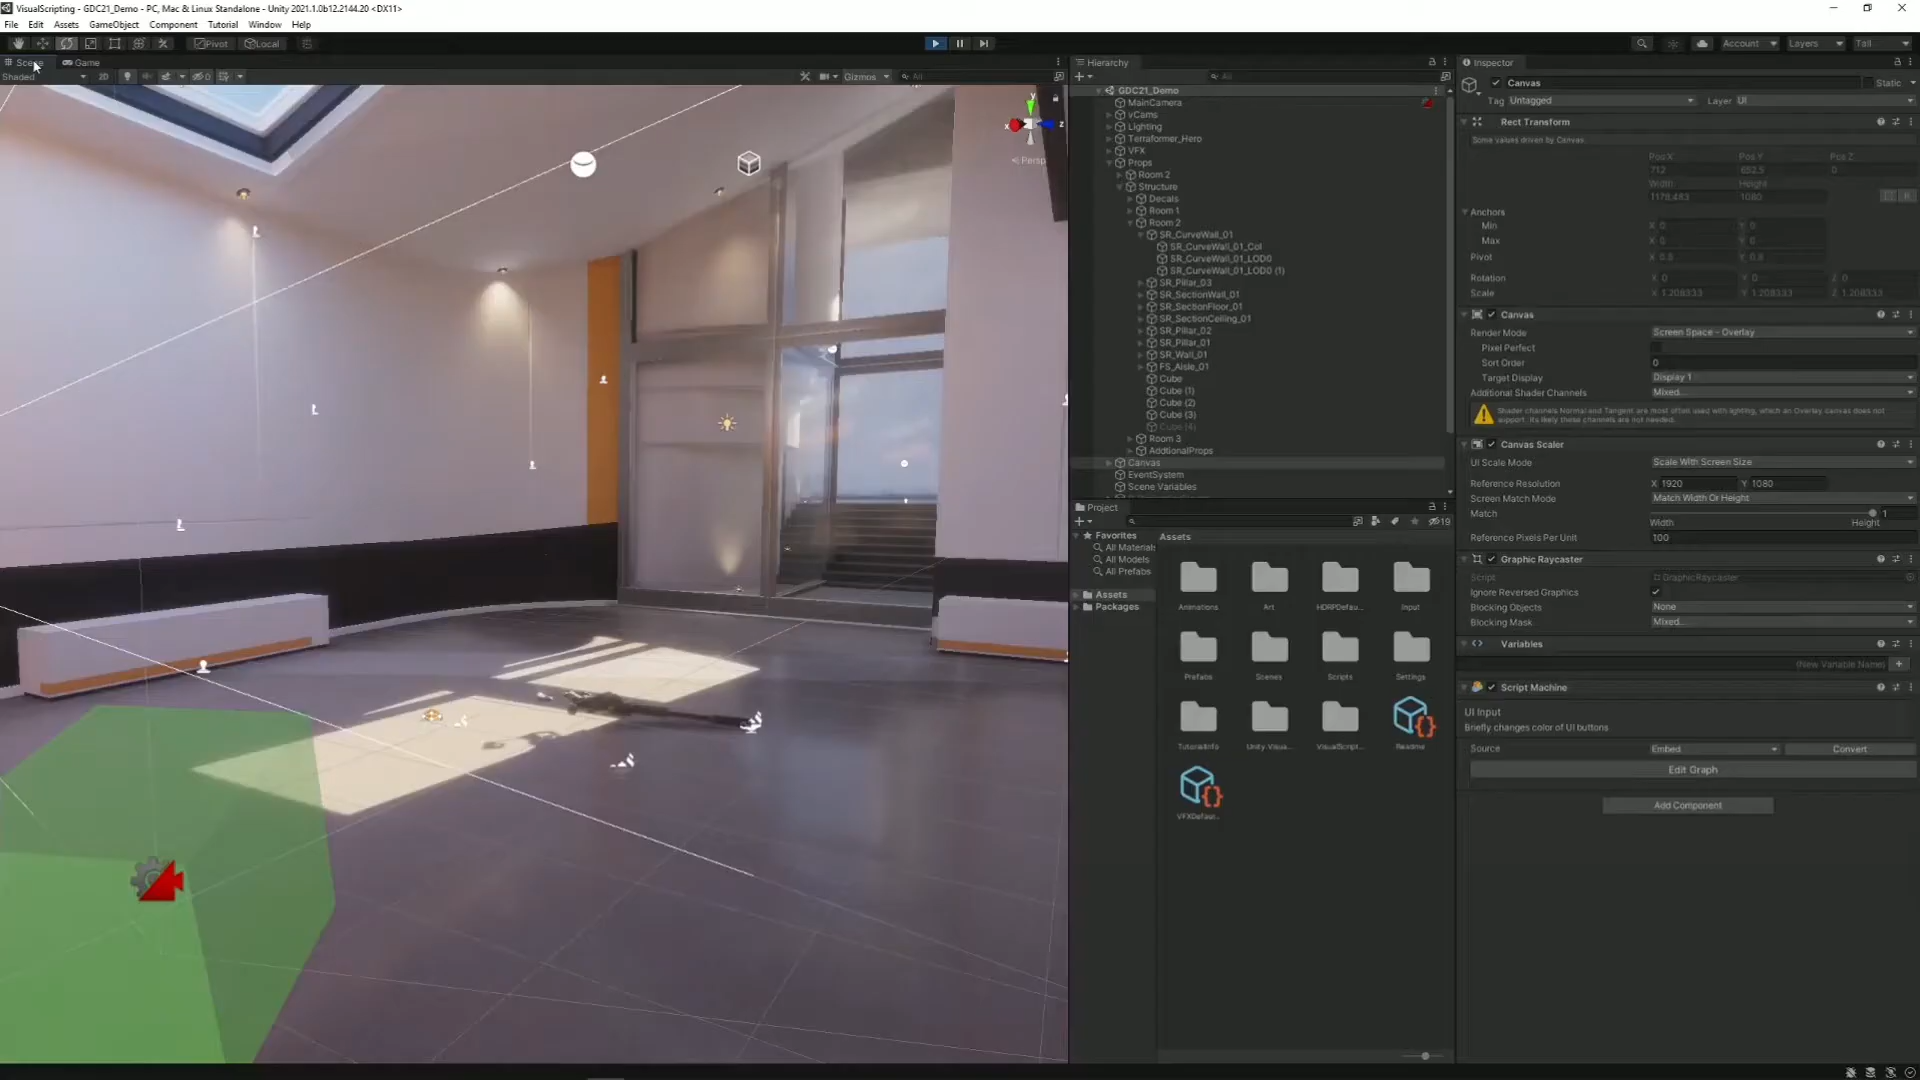 VisualScripting - GDC21_Demo - PC, Mac & Linux Standalone - Unity 2021.1.0b12.2144.20 <DX11>
File Edit Assets GameObject Component Tutorial Window Help
Pivot Local
Account Layers Tall
Scene Game
Shaded 2D 0 Gizmos All
y
x z
< Persp
Hierarchy
All
GDC21_Demo
MainCamera
vCams
Lighting
Terraformer_Hero
VFX
Props
Room 2
Structure
Decals
Room 1
Room 2
SR_CurveWall_01
SR_CurveWall_01_Col
SR_CurveWall_01_LOD0
SR_CurveWall_01_LOD0 (1)
SR_Pillar_03
SR_SectionWall_01
SR_SectionFloor_01
SR_SectionCeiling_01
SR_Pillar_02
SR_Pillar_01
SR_Wall_01
FS_Aisle_01
Cube
Cube (1)
Cube (2)
Cube (3)
Cube (4)
Room 3
AddtionalProps
Canvas
EventSystem
Scene Variables
Project
19
Favorites
All Materials
All Models
All Prefabs
Assets
Packages
Assets
Animations Art HDRPDefau... Input
Prefabs Scenes Scripts Settings
TutorialInfo Unity.Visua... VisualScript... Readme
VFXDefaul...
Inspector
Canvas Static
Tag Untagged Layer UI
Rect Transform
Some values driven by Canvas.
Pos X Pos Y Pos Z
712 652.5 0
Width Height
1179.483 1080 R
Anchors
Min X 0 Y 0
Max X 0 Y 0
Pivot X 0.5 Y 0.5
Rotation X 0 Y 0 Z 0
Scale X 1.208333 Y 1.208333 Z 1.208333
Canvas
Render Mode Screen Space - Overlay
Pixel Perfect
Sort Order 0
Target Display Display 1
Additional Shader Channels Mixed...
Shader channels Normal and Tangent are most often used with lighting, which an Overlay canvas does not
support. Its likely these channels are not needed.
Canvas Scaler
UI Scale Mode Scale With Screen Size
Reference Resolution X 1920 Y 1080
Screen Match Mode Match Width Or Height
Match 1
Width Height
Reference Pixels Per Unit 100
Graphic Raycaster
Script GraphicRaycaster
Ignore Reversed Graphics
Blocking Objects None
Blocking Mask Mixed...
Variables
(New Variable Name) +
Script Machine
UI Input
Briefly changes color of UI buttons
Source Embed Convert
Edit Graph
Add Component